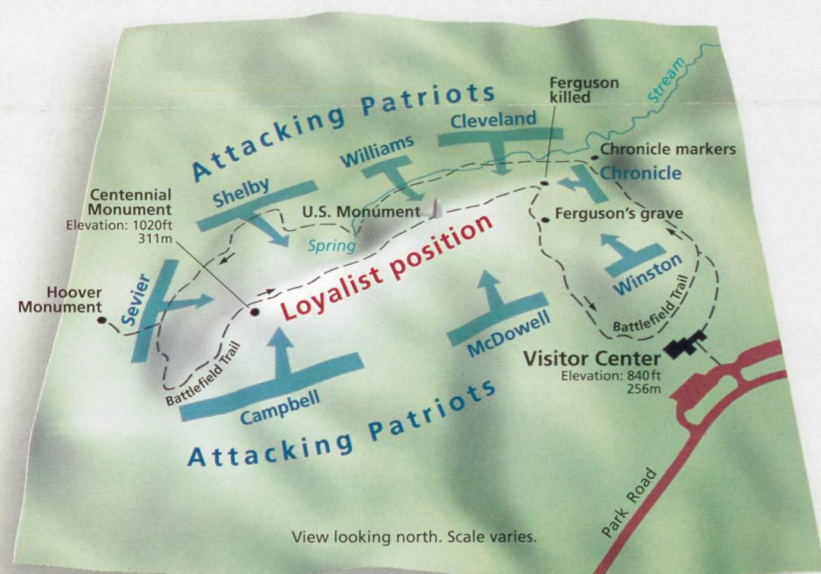 Attacking Patriots
Ferguson
killed
Stream
Cleveland
Williams
Chronicle markers
Shelby
Chronicle
Centennial
Monument
Elevation: 1020ft
311m
U.S. Monument
Ferguson's grave
Spring
Loyalist position
Sevier
Winston
Hoover
Monument
Battlefield Trail
McDowell
Visitor Center
Elevation: 840ft
256m
Battlefield Trail
Campbell
Attacking Patriots
Park Road
View looking north. Scale varies.